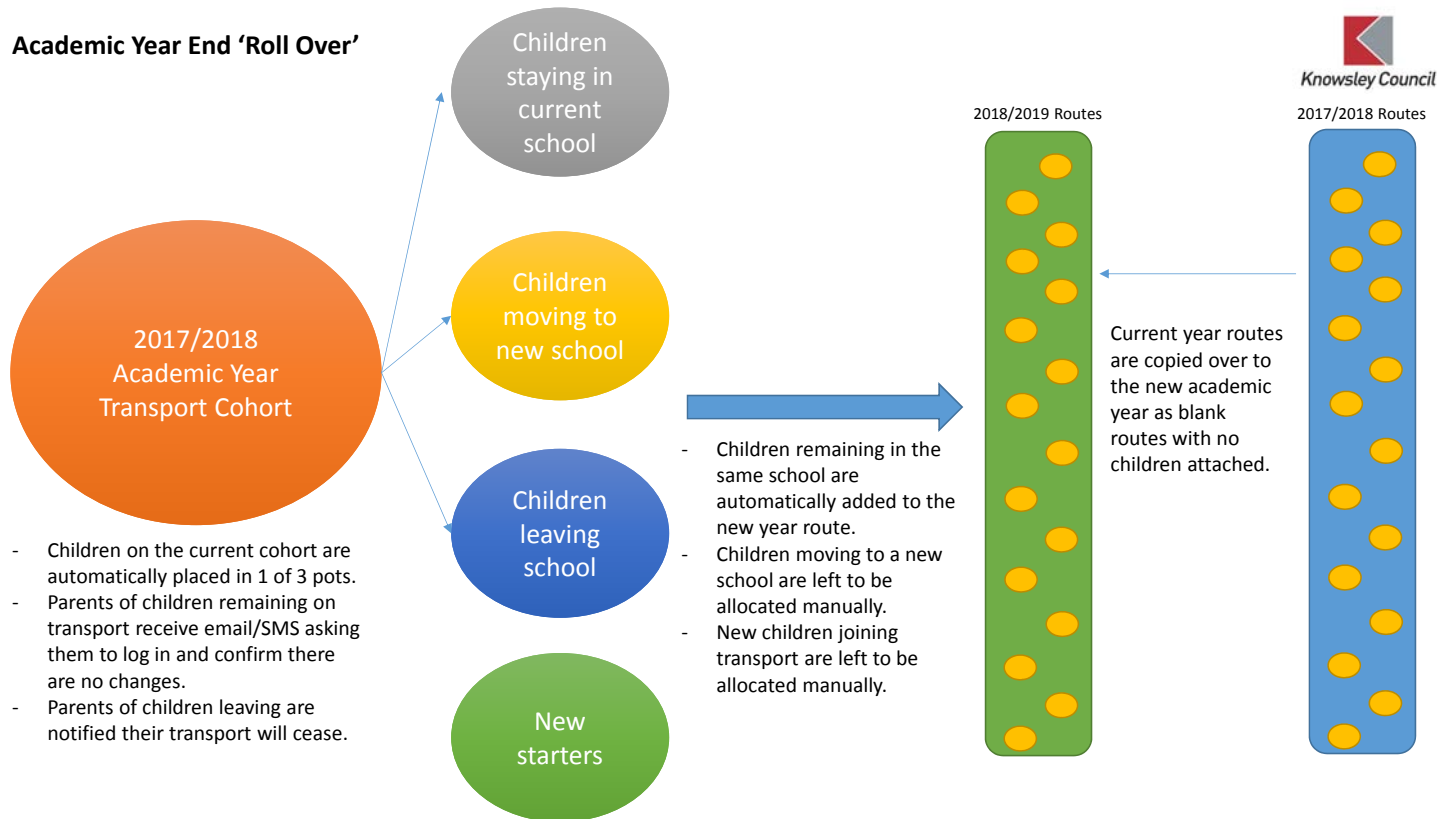 Academic Year End ‘Roll Over’
Children
staying in
current
school
Knowsley Council
2018/2019 Routes
2017/2018 Routes
2017/2018
Academic Year
Transport Cohort
Children
moving to
new school
Current year routes
are copied over to
the new academic
year as blank
routes with no
children attached.
Children
leaving
school
- Children remaining in the
same school are
automatically added to the
new year route.
- Children moving to a new
school are left to be
allocated manually.
- New children joining
transport are left to be
allocated manually.
- Children on the current cohort are
automatically placed in 1 of 3 pots.
- Parents of children remaining on
transport receive email/SMS asking
them to log in and confirm there
are no changes.
- Parents of children leaving are
notified their transport will cease.
New
starters